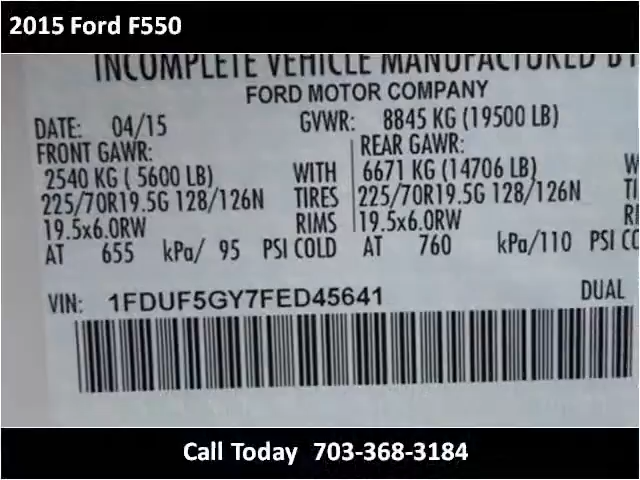 2015 Ford F550
INCOMPLETE VEHICLE MANUFACTURED BY
FORD MOTOR COMPANY
DATE: 04/15 GVWR: 8845 KG (19500 LB)
FRONT GAWR: REAR GAWR:
2540 KG ( 5600 LB) WITH 6671 KG (14706 LB) W
225/70R19.5G 128/126N TIRES 225/70R19.5G 128/126N TI
19.5x6.0RW RIMS 19.5x6.0RW RI
AT 655 kPa/ 95 PSI COLD AT 760 kPa/110 PSI CO
VIN: 1FDUF5GY7FED45641 DUAL
Call Today 703-368-3184